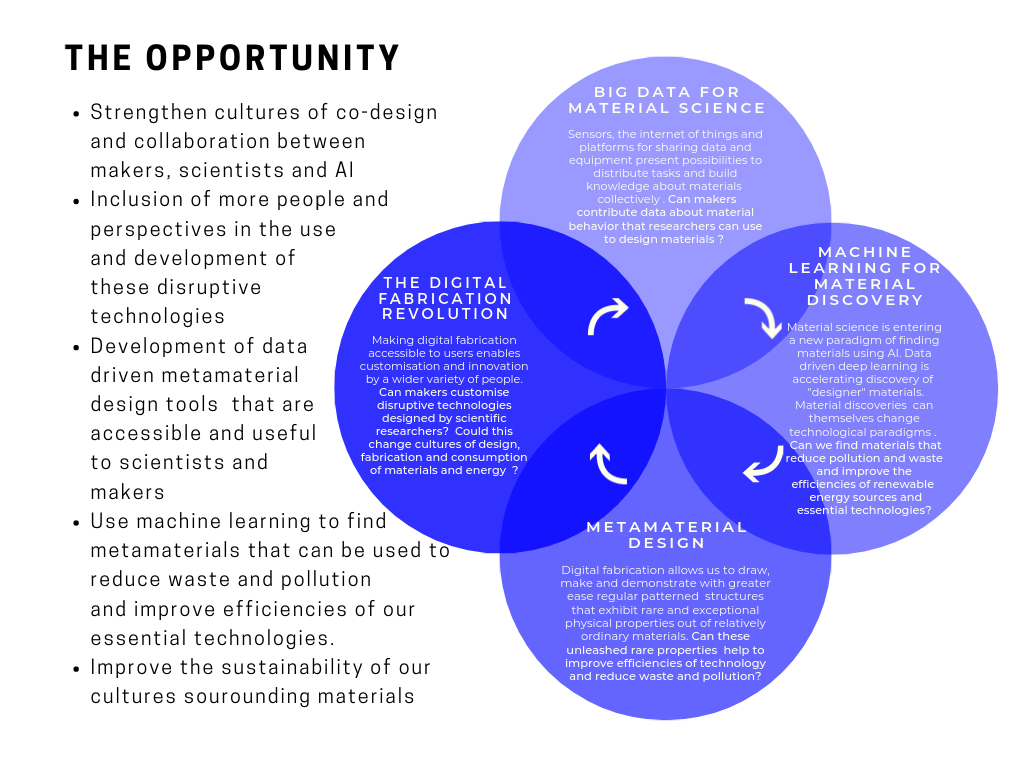 THE OPPORTUNITY
Strengthen cultures of co-design
and collaboration between
makers, scientists and AI
Inclusion of more people and
perspectives in the use
and development of
these disruptive
technologies
Development of data
driven metamaterial
design tools  that are
accessible and useful
to scientists and
makers
Use machine learning to find
metamaterials that can be used to
reduce waste and pollution
and improve efficiencies of our
essential technologies.
Improve the sustainability of our
cultures sourounding materials
BIG DATA FOR
MATERIAL SCIENCE
Sensors, the internet of things and
platforms for sharing data and
equipment present possibilities to
distribute tasks and build
knowledge about materials
collectively . Can makers
contribute data about material
behavior that researchers can use
to design materials ?
MACHINE
LEARNING FOR
MATERIAL
DISCOVERY
Material science is entering
a new paradigm of finding
materials using AI. Data
driven deep learning is
accelerating discovery of
"designer" materials.
Material discoveries  can
themselves change
technological paradigms .
Can we find materials that
reduce pollution and waste
and improve the
efficiencies of renewable
energy sources and
essential technologies?
THE DIGITAL
FABRICATION
REVOLUTION
Making digital fabrication
accessible to users enables
customisation and innovation
by a wider variety of people.
Can makers customise
disruptive technologies
designed by scientific
researchers?  Could this
change cultures of design,
fabrication and consumption
of materials and energy  ?
METAMATERIAL
DESIGN
Digital fabrication allows us to draw,
make and demonstrate with greater
ease regular patterned  structures
that exhibit rare and exceptional
physical properties out of relatively
ordinary materials. Can these
unleashed rare properties  help to
improve efficiencies of technology
and reduce waste and pollution?